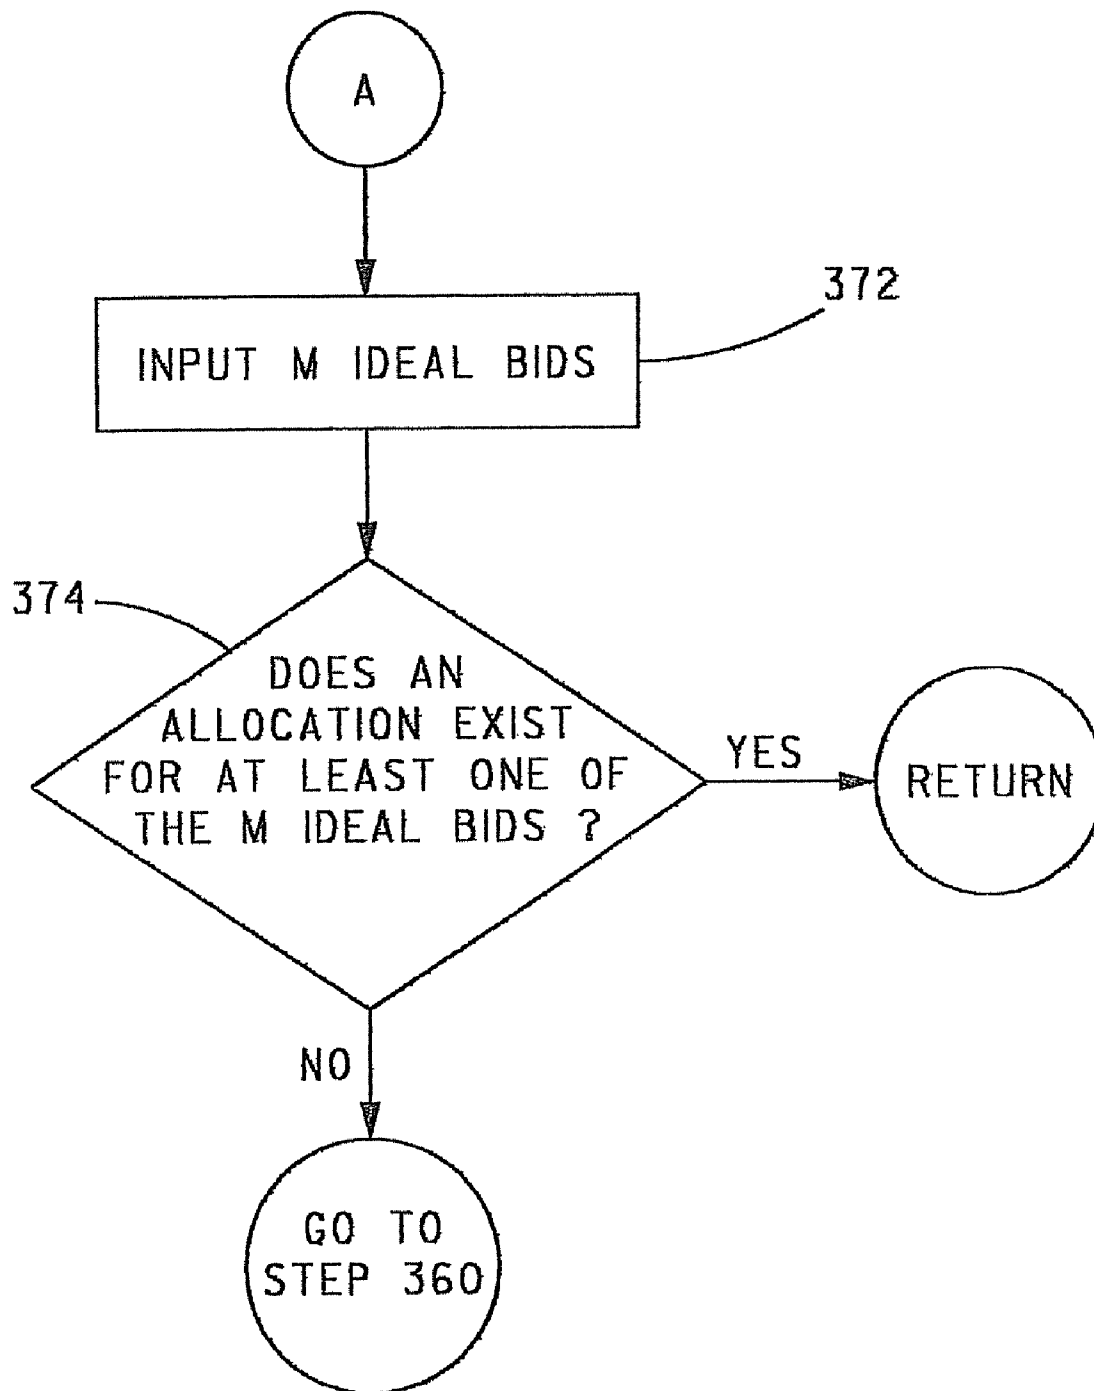 A
372
INPUT M IDEAL BIDS
374
DOES AN
ALLOCATION EXIST
FOR AT LEAST ONE OF
THE M IDEAL BIDS ?
YES
RETURN
NO
GO TO
STEP 360